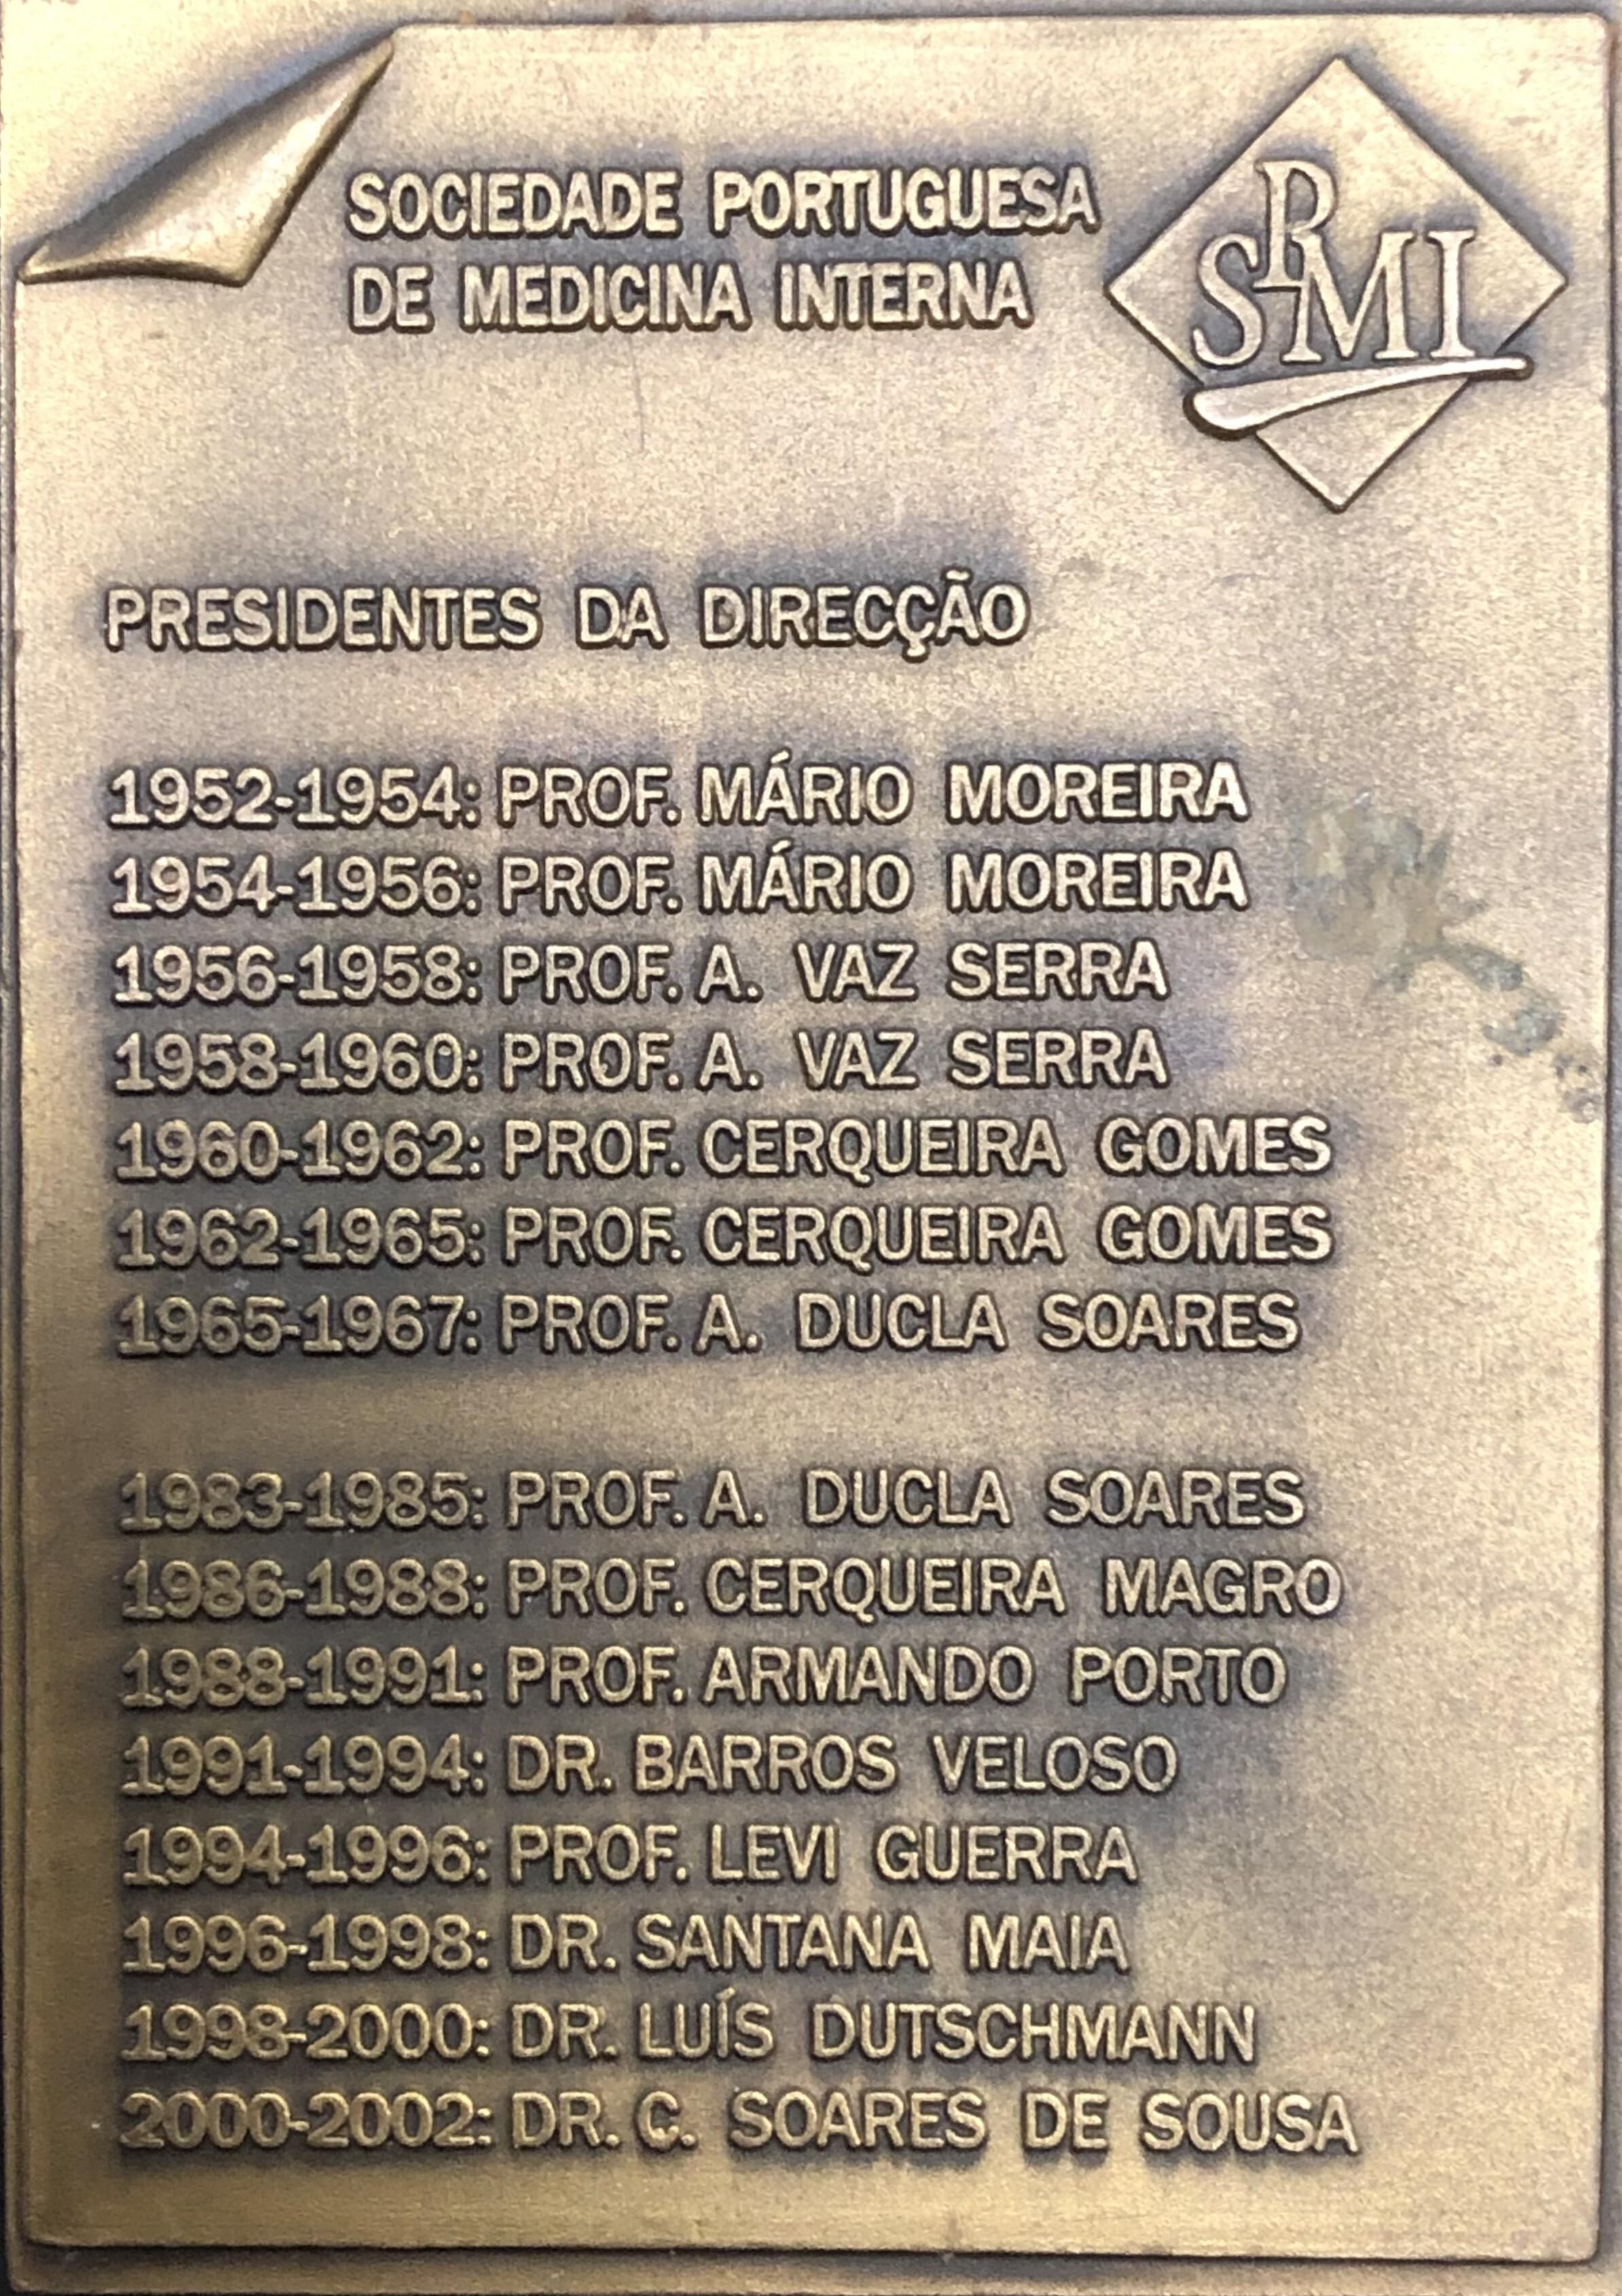 SOCIEDADE PORTUGUESA
DE MEDICINA INTERNA
SPMI
PRESIDENTES DA DIRECÇÃO
1952-1954: PROF. MÁRIO MOREIRA
1954-1956: PROF. MÁRIO MOREIRA
1956-1958: PROF. A. VAZ SERRA
1958-1960: PROF. A. VAZ SERRA
1960-1962: PROF. CERQUEIRA GOMES
1962-1965: PROF. CERQUEIRA GOMES
1965-1967: PROF. A. DUCLA SOARES
1983-1985: PROF. A. DUCLA SOARES
1986-1988: PROF. CERQUEIRA MAGRO
1988-1991: PROF. ARMANDO PORTO
1991-1994: DR. BARROS VELOSO
1994-1996: PROF. LEVI GUERRA
1996-1998: DR. SANTANA MAIA
1998-2000: DR. LUÍS DUTSCHMANN
2000-2002: DR. C. SOARES DE SOUSA